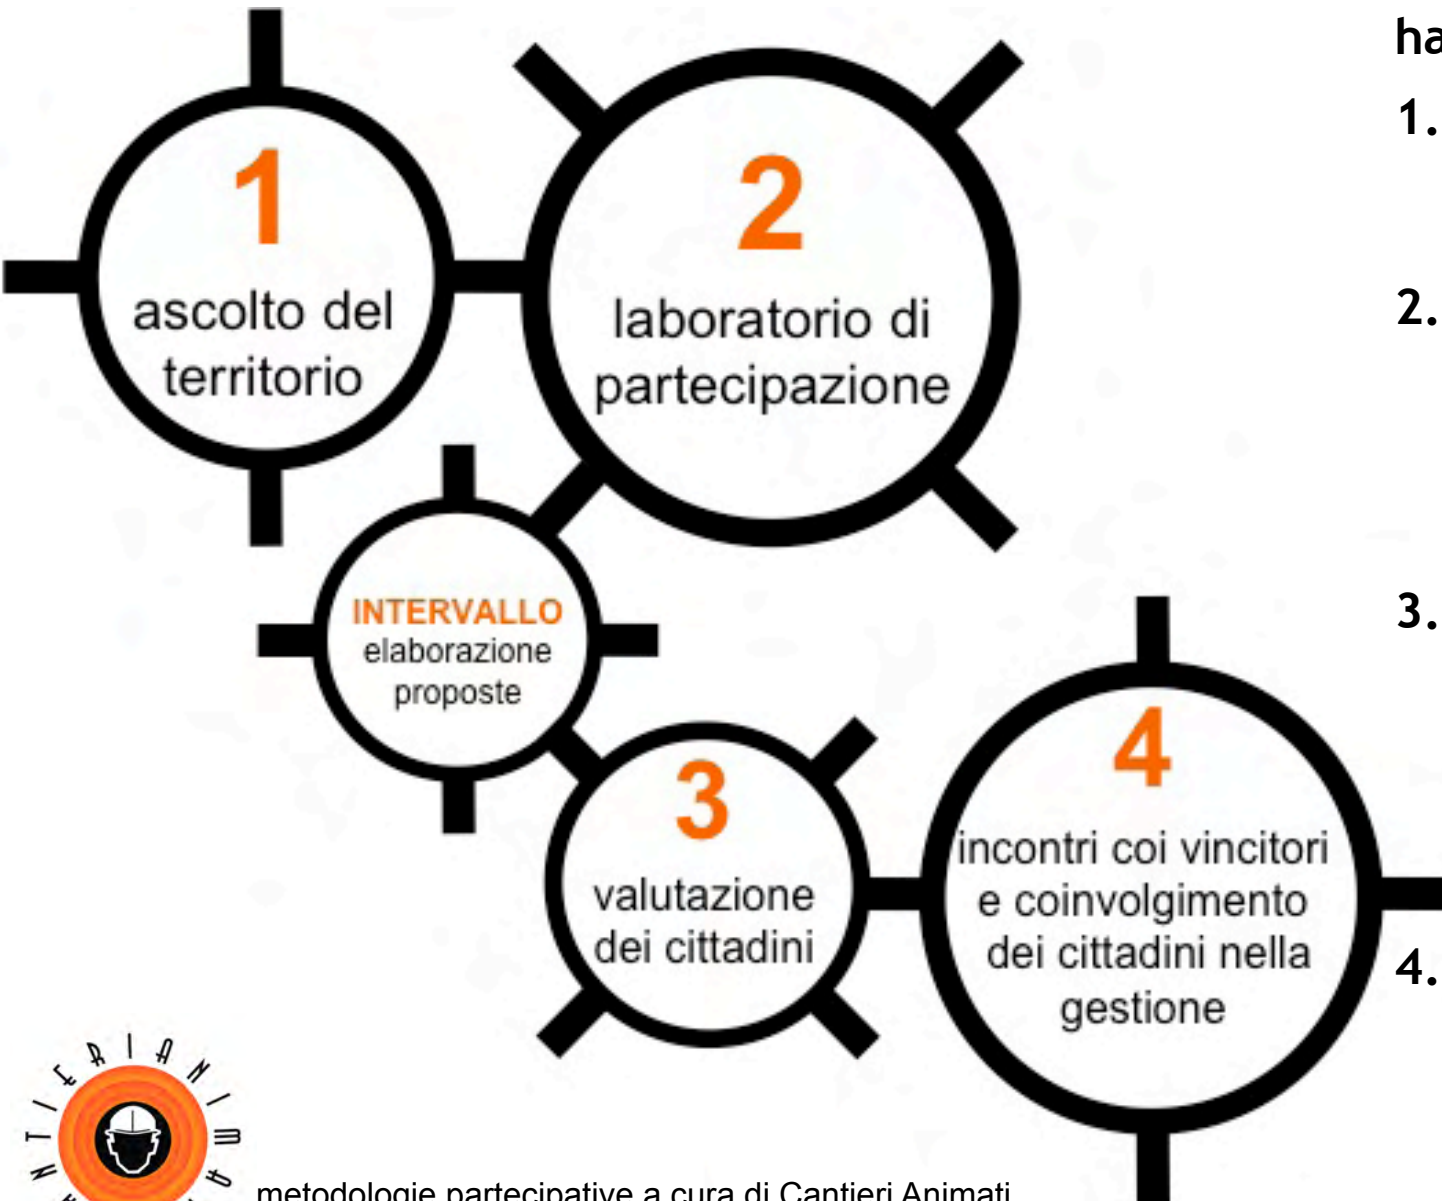 1
ascolto del
territorio
2
laboratorio di
partecipazione
INTERVALLO
elaborazione
proposte
3
valutazione
dei cittadini
4
incontri coi vincitori
e coinvolgimento
dei cittadini nella
gestione
ha
1.
2.
3.
4.
metodologie partecipative a cura di Cantieri Animati